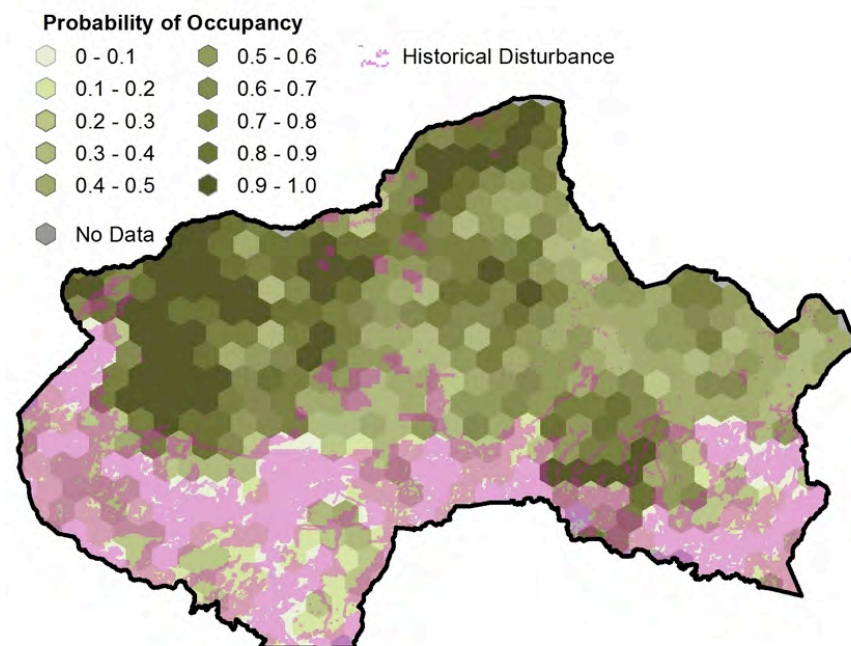 Probability of Occupancy
0 - 0.1
0.1 - 0.2
0.2 - 0.3
0.3 - 0.4
0.4 - 0.5
No Data
0.5 - 0.6
0.6 - 0.7
0.7 - 0.8
0.8 - 0.9
0.9 - 1.0
Historical Disturbance